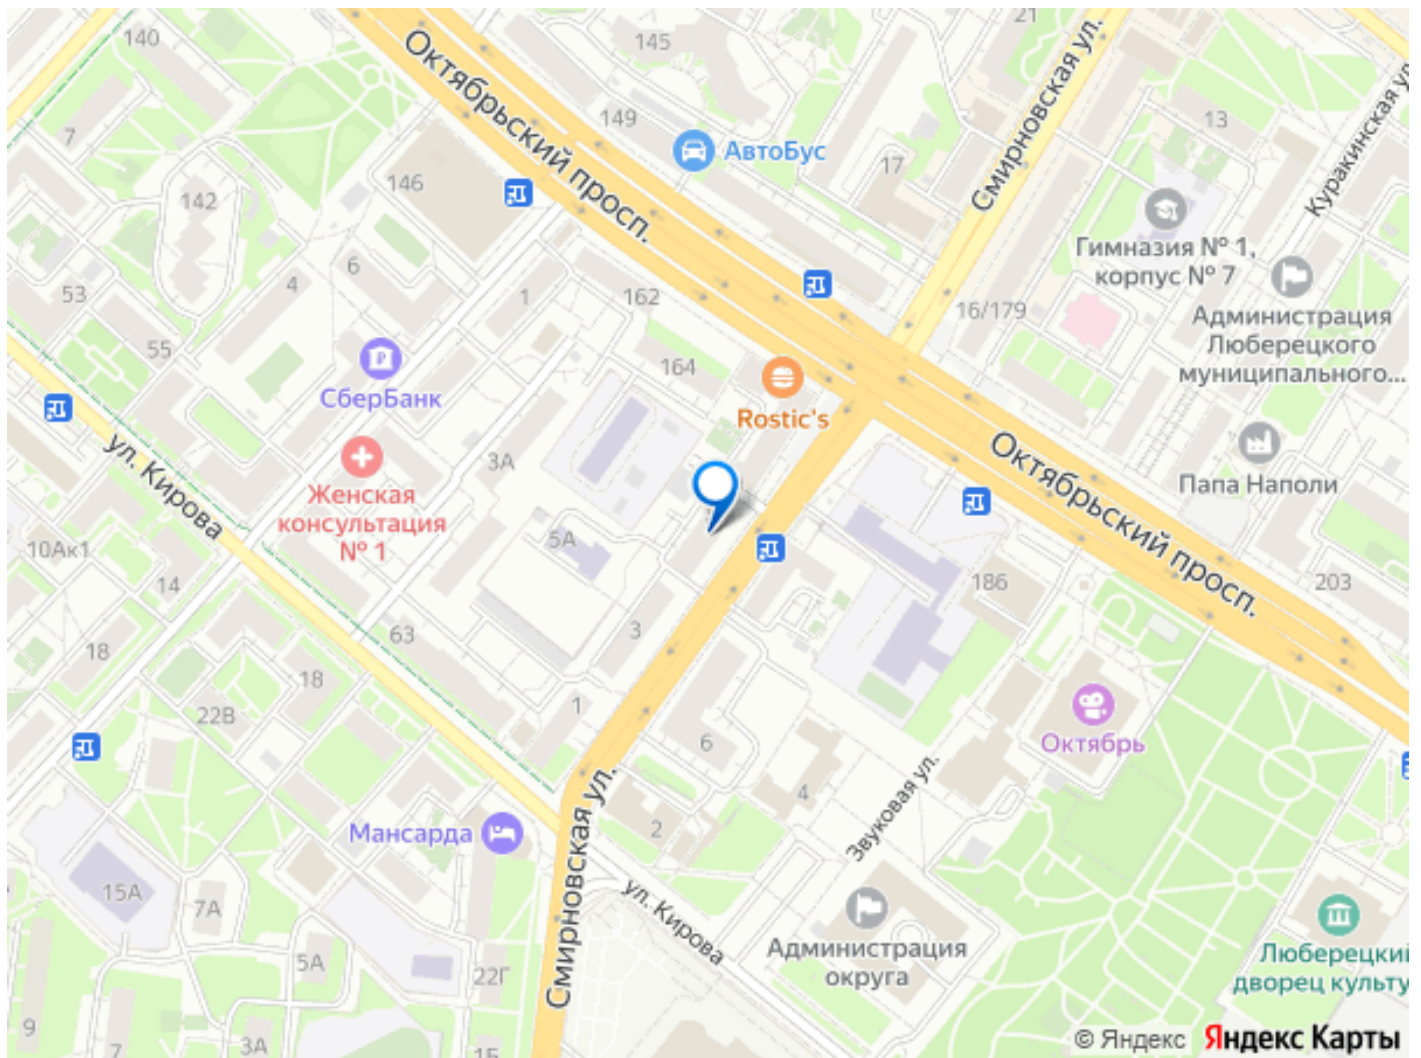 140
145
21
Октябрьский просп.
Смирновская ул.
Куракинская ул.
7
149
АвтоБус
17
13
146
142
Гимназия № 1,
корпус № 7
6
4
53
1
162
16/179
Администрация
Люберецкого
муниципального...
55
164
СберБанк
Rostic's
ул. Кирова
3А
Женская
консультация
№ 1
Октябрьский просп.
Папа Наполи
10Ак1
5А
14
186
203
18
63
3
18
22В
1
6
Октябрь
4
Звуковая ул.
Смирновская ул.
2
Мансарда
15А
7А
ул. Кирова
Администрация
округа
Люберецкий
дворец культу
5А
22Г
9
7
3А
1Б
© Яндекс Яндекс Карты